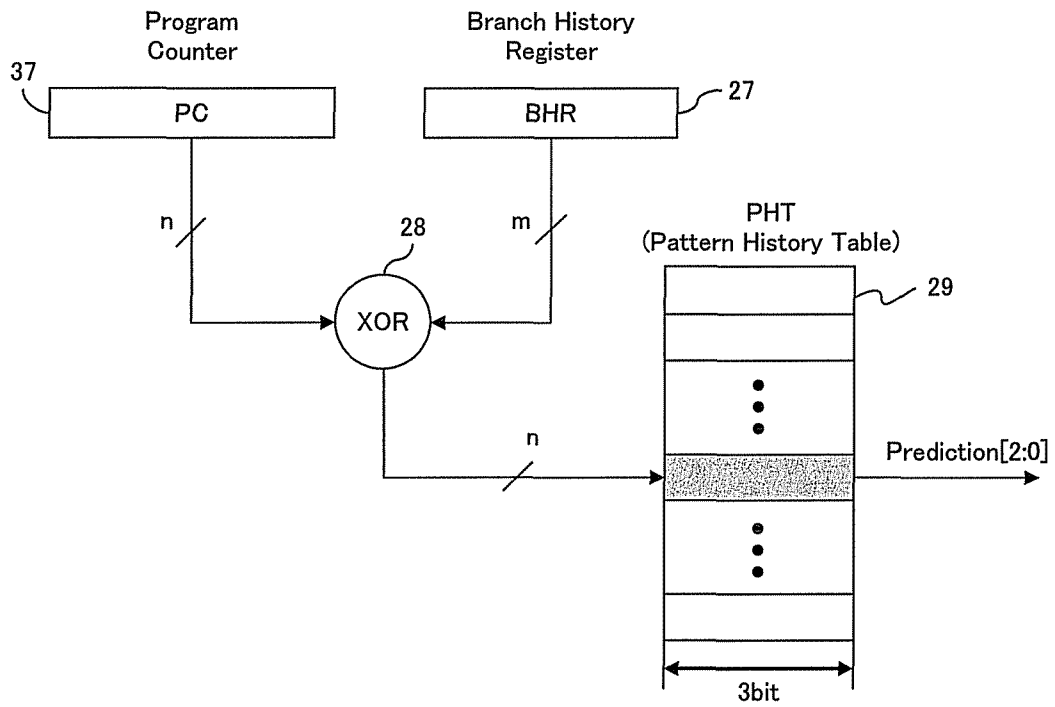 Program
Counter
Branch History
Register
37
PC
BHR
27
n
m
28
XOR
PHT
(Pattern History Table)
29
n
Prediction[2:0]
3bit